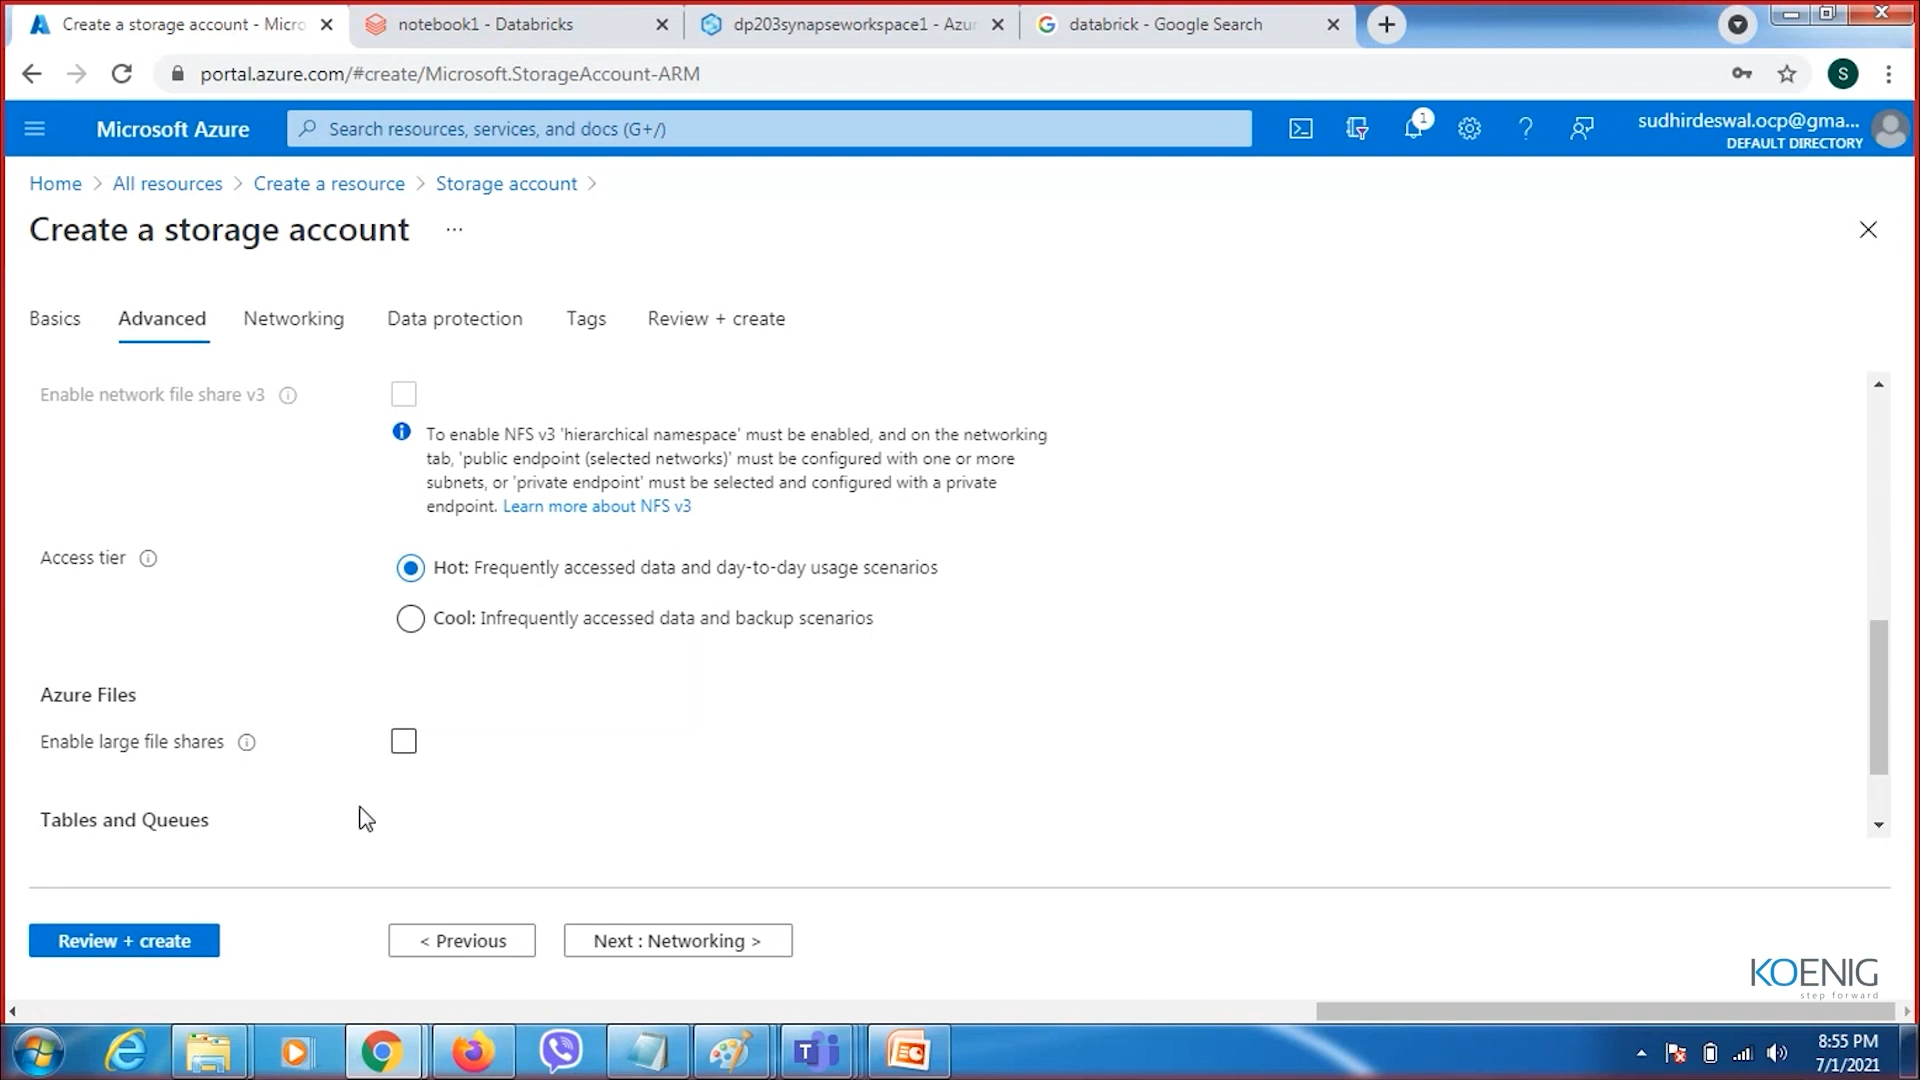 Create a storage account - Micro
notebook1 - Databricks
dp203synapseworkspace1 - Azur
databrick - Google Search
portal.azure.com/#create/Microsoft.StorageAccount-ARM
S
Microsoft Azure
Search resources, services, and docs (G+/)
1
sudhirdeswal.ocp@gma...
DEFAULT DIRECTORY
Home > All resources > Create a resource > Storage account >
Create a storage account ...
Basics
Advanced
Networking
Data protection
Tags
Review + create
Enable network file share v3
To enable NFS v3 'hierarchical namespace' must be enabled, and on the networking
tab, 'public endpoint (selected networks)' must be configured with one or more
subnets, or 'private endpoint' must be selected and configured with a private
endpoint. Learn more about NFS v3
Access tier
Hot: Frequently accessed data and day-to-day usage scenarios
Cool: Infrequently accessed data and backup scenarios
Azure Files
Enable large file shares
Tables and Queues
Review + create
< Previous
Next : Networking >
KOENIG
step forward
8:55 PM
7/1/2021